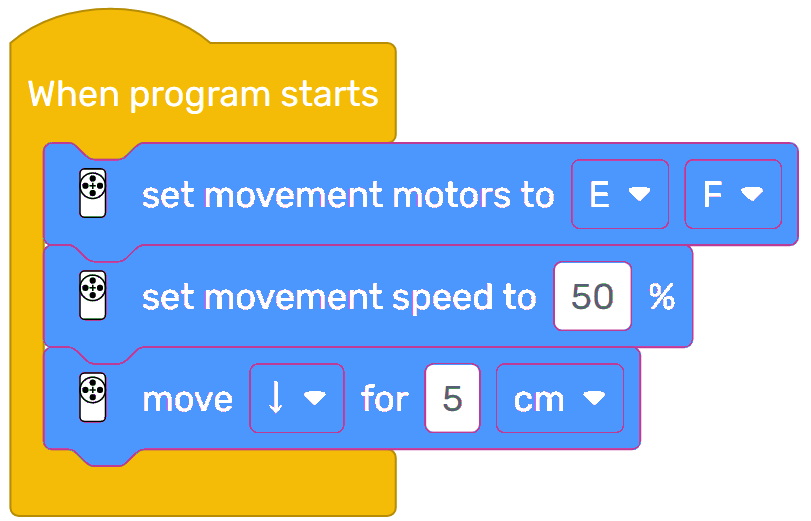 When program starts
set movement motors to E F
set movement speed to 50 %
move ↓ for 5 cm